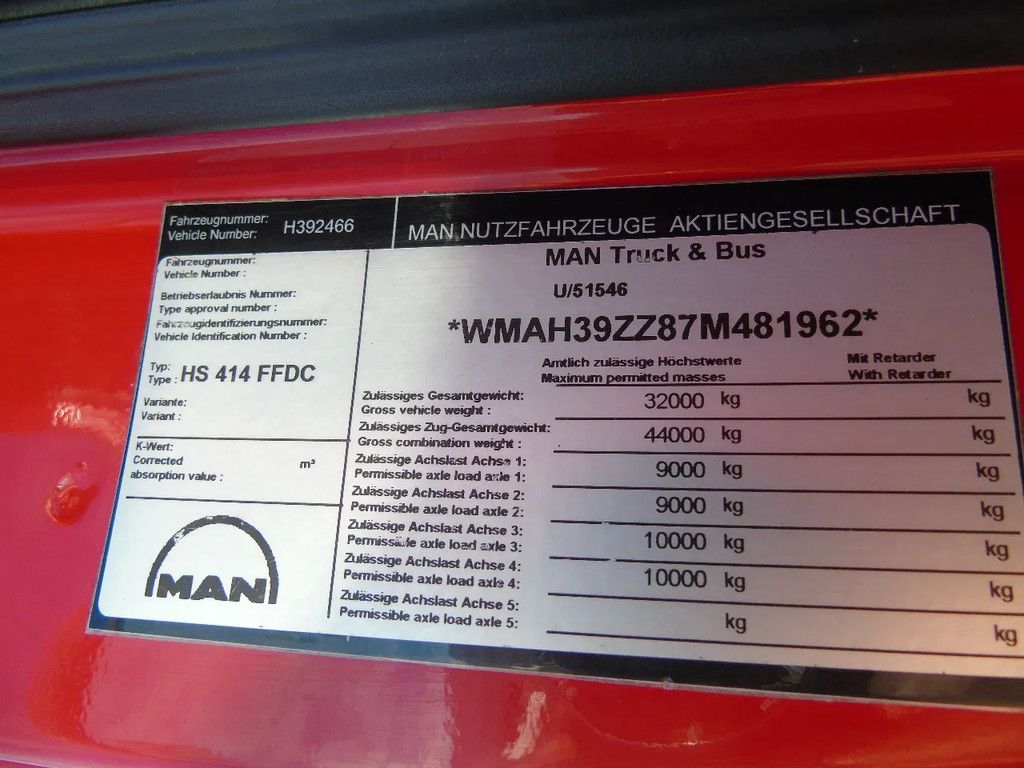 Fahrzeugnummer:
Vehicle Number: H392466
MAN NUTZFAHRZEUGE AKTIENGESELLSCHAFT
Fahrzeugnummer:
Vehicle Number :
Betriebserlaubnis Nummer:
Type approval number :
Fahrzeugidentifizierungsnummer:
Vehicle Identification Number :
Typ:
Type : HS 414 FFDC
Variante:
Variant :
K-Wert:
Corrected m³
absorption value :
MAN
MAN Truck & Bus
U/51546
*WMAH39ZZ87M481962*
Amtlich zulässige Höchstwerte Mit Retarder
Maximum permitted masses With Retarder
Zulässiges Gesamtgewicht:
Gross vehicle weight : 32000 kg kg
Zulässiges Zug-Gesamtgewicht:
Gross combination weight : 44000 kg kg
Zulässige Achslast Achse 1:
Permissible axle load axle 1: 9000 kg kg
Zulässige Achslast Achse 2:
Permissible axle load axle 2: 9000 kg kg
Zulässige Achslast Achse 3:
Permissible axle load axle 3: 10000 kg kg
Zulässige Achslast Achse 4:
Permissible axle load axle 4: 10000 kg kg
Zulässige Achslast Achse 5:
Permissible axle load axle 5: kg kg